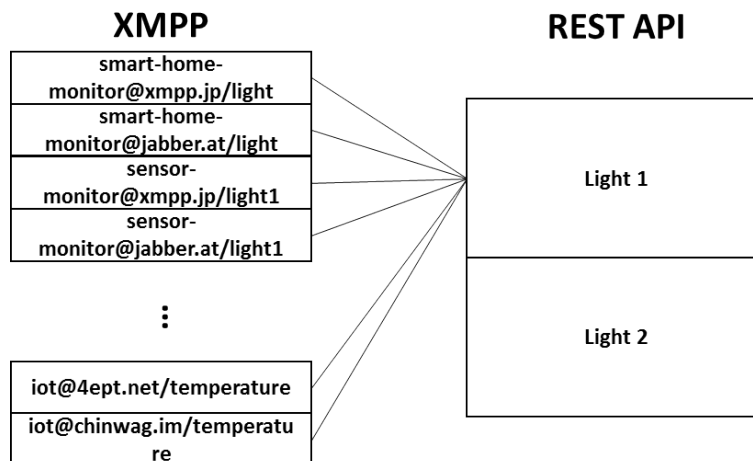 XMPP
REST API
smart-home-
monitor@xmpp.jp/light
smart-home-
monitor@jabber.at/light
sensor-
monitor@xmpp.jp/light1
sensor-
monitor@jabber.at/light1
⋮
iot@4ept.net/temperature
iot@chinwag.im/temperatu
re
Light 1
Light 2